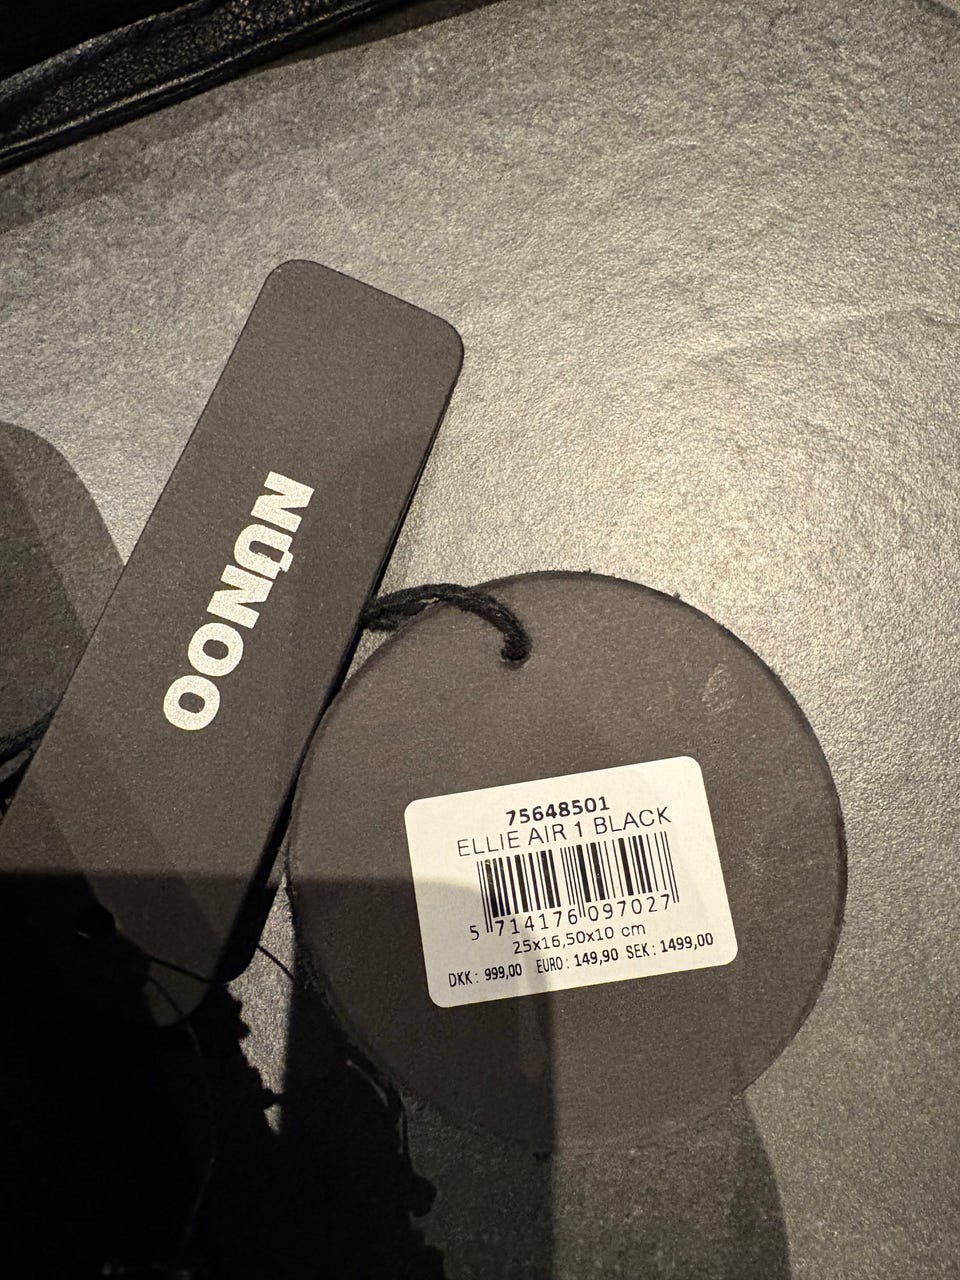 NÚNOO
75648501
ELLIE AIR 1 BLACK
5 714176 097027
25x16,50x10 cm
DKK: 999,00 EURO: 149,90 SEK: 1499,00